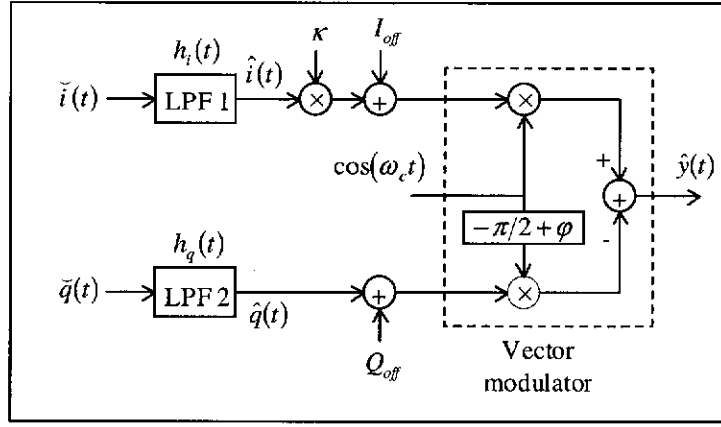 κ
I_off
h_i(t)
î(t)
ĭ(t)
LPF 1
×
+
×
cos(ω_c t)
+
ŷ(t)
+
−π/2 + φ
-
h_q(t)
q̆(t)
LPF 2
q̂(t)
+
×
Q_off
Vector
modulator